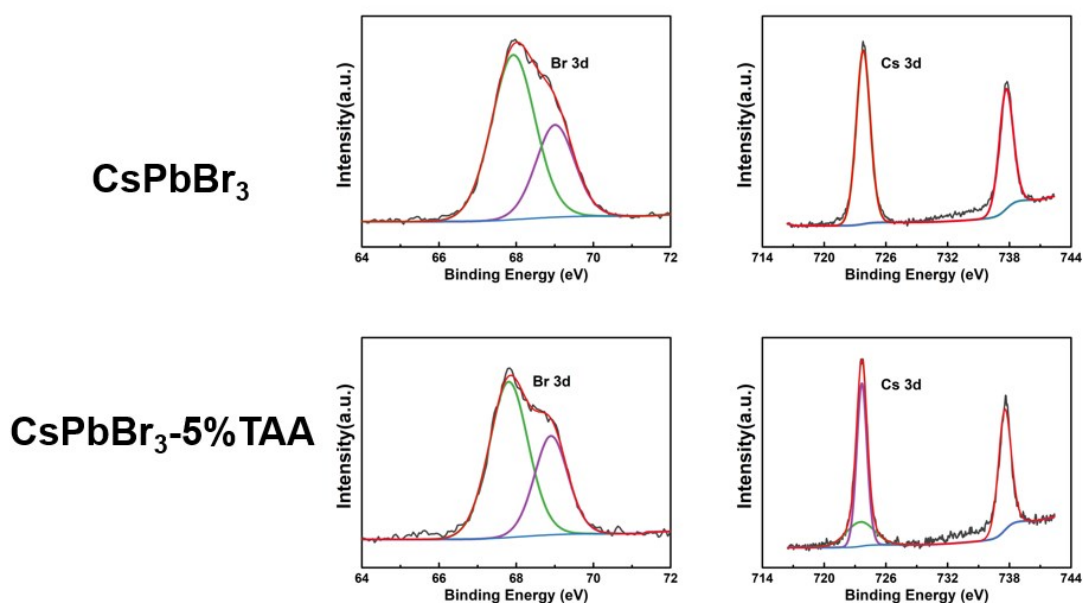 CsPbBr₃
Intensity(a.u.)
Br 3d
64 66 68 70 72
Binding Energy (eV)
Intensity(a.u.)
Cs 3d
714 720 726 732 738 744
Binding Energy (eV)
CsPbBr₃-5%TAA
Intensity(a.u.)
Br 3d
64 66 68 70 72
Binding Energy (eV)
Intensity(a.u.)
Cs 3d
714 720 726 732 738 744
Binding Energy (eV)